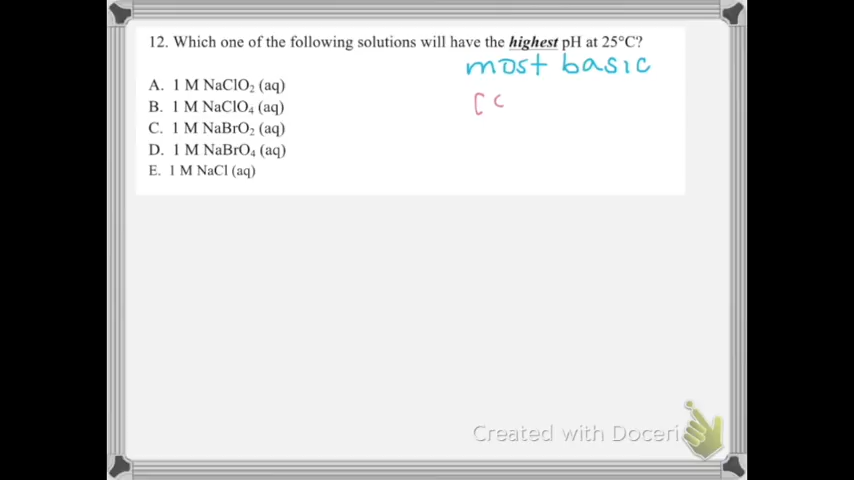 12. Which one of the following solutions will have the highest pH at 25°C?
most basic
[c
A. 1 M NaClO₂ (aq)
B. 1 M NaClO₄ (aq)
C. 1 M NaBrO₂ (aq)
D. 1 M NaBrO₄ (aq)
E. 1 M NaCl (aq)
Created with Doceri